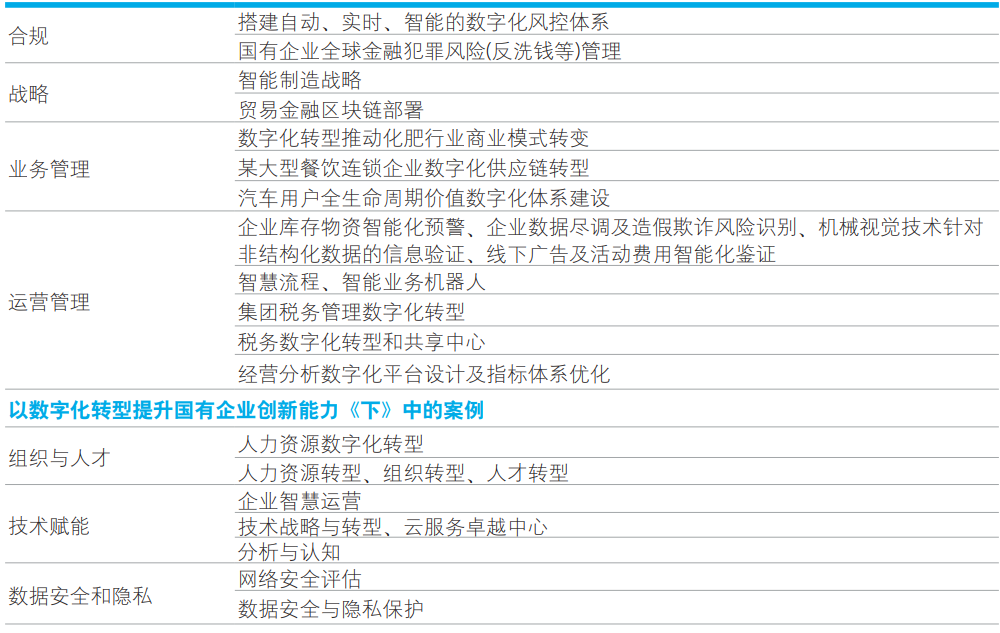 合规
搭建自动、实时、智能的数字化风控体系
国有企业全球金融犯罪风险(反洗钱等)管理
战略
智能制造战略
贸易金融区块链部署
业务管理
数字化转型推动化肥行业商业模式转变
某大型餐饮连锁企业数字化供应链转型
汽车用户全生命周期价值数字化体系建设
运营管理
企业库存物资智能化预警、企业数据尽调及造假欺诈风险识别、机械视觉技术针对
非结构化数据的信息验证、线下广告及活动费用智能化鉴证
智慧流程、智能业务机器人
集团税务管理数字化转型
税务数字化转型和共享中心
经营分析数字化平台设计及指标体系优化
以数字化转型提升国有企业创新能力《下》中的案例
组织与人才
人力资源数字化转型
人力资源转型、组织转型、人才转型
技术赋能
企业智慧运营
技术战略与转型、云服务卓越中心
分析与认知
数据安全和隐私
网络安全评估
数据安全与隐私保护